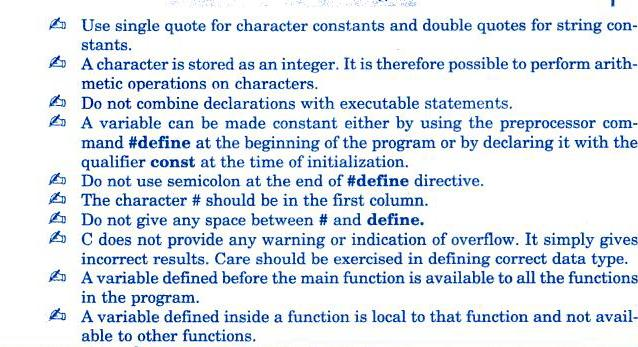 Use single quote for character constants and double quotes for string con-
stants.
A character is stored as an integer. It is therefore possible to perform arith-
metic operations on characters.
Do not combine declarations with executable statements.
A variable can be made constant either by using the preprocessor com-
mand #define at the beginning of the program or by declaring it with the
qualifier const at the time of initialization.
Do not use semicolon at the end of #define directive.
The character # should be in the first column.
Do not give any space between # and define.
C does not provide any warning or indication of overflow. It simply gives
incorrect results. Care should be exercised in defining correct data type.
A variable defined before the main function is available to all the functions
in the program.
A variable defined inside a function is local to that function and not avail-
able to other functions.